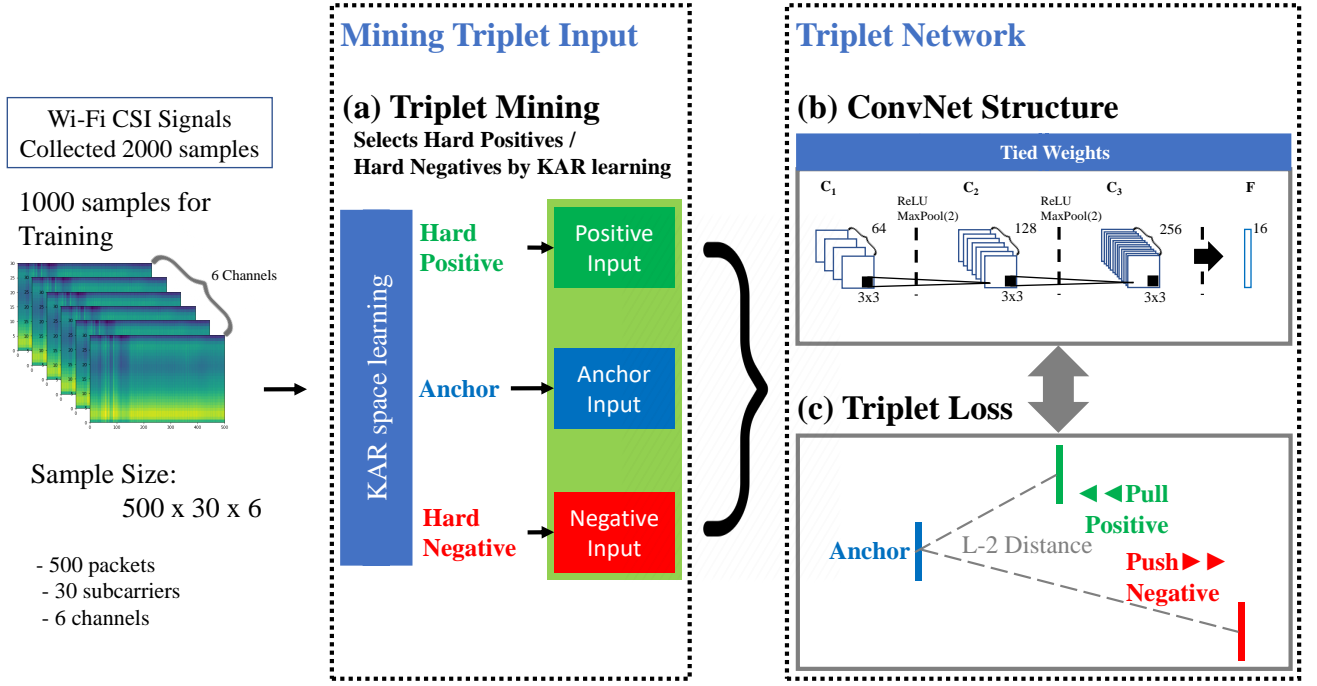 Wi-Fi CSI Signals
Collected 2000 samples
1000 samples for
Training
6 Channels
Sample Size:
500 x 30 x 6
- 500 packets
- 30 subcarriers
- 6 channels
Mining Triplet Input
(a) Triplet Mining
Selects Hard Positives /
Hard Negatives by KAR learning
KAR space learning
Hard
Positive
Positive
Input
Anchor
Anchor
Input
Hard
Negative
Negative
Input
Triplet Network
(b) ConvNet Structure
Tied Weights
C1
C2
C3
F
64
ReLU
MaxPool(2)
128
ReLU
MaxPool(2)
256
16
3x3
3x3
3x3
(c) Triplet Loss
Pull
Positive
Anchor
L-2 Distance
Push
Negative